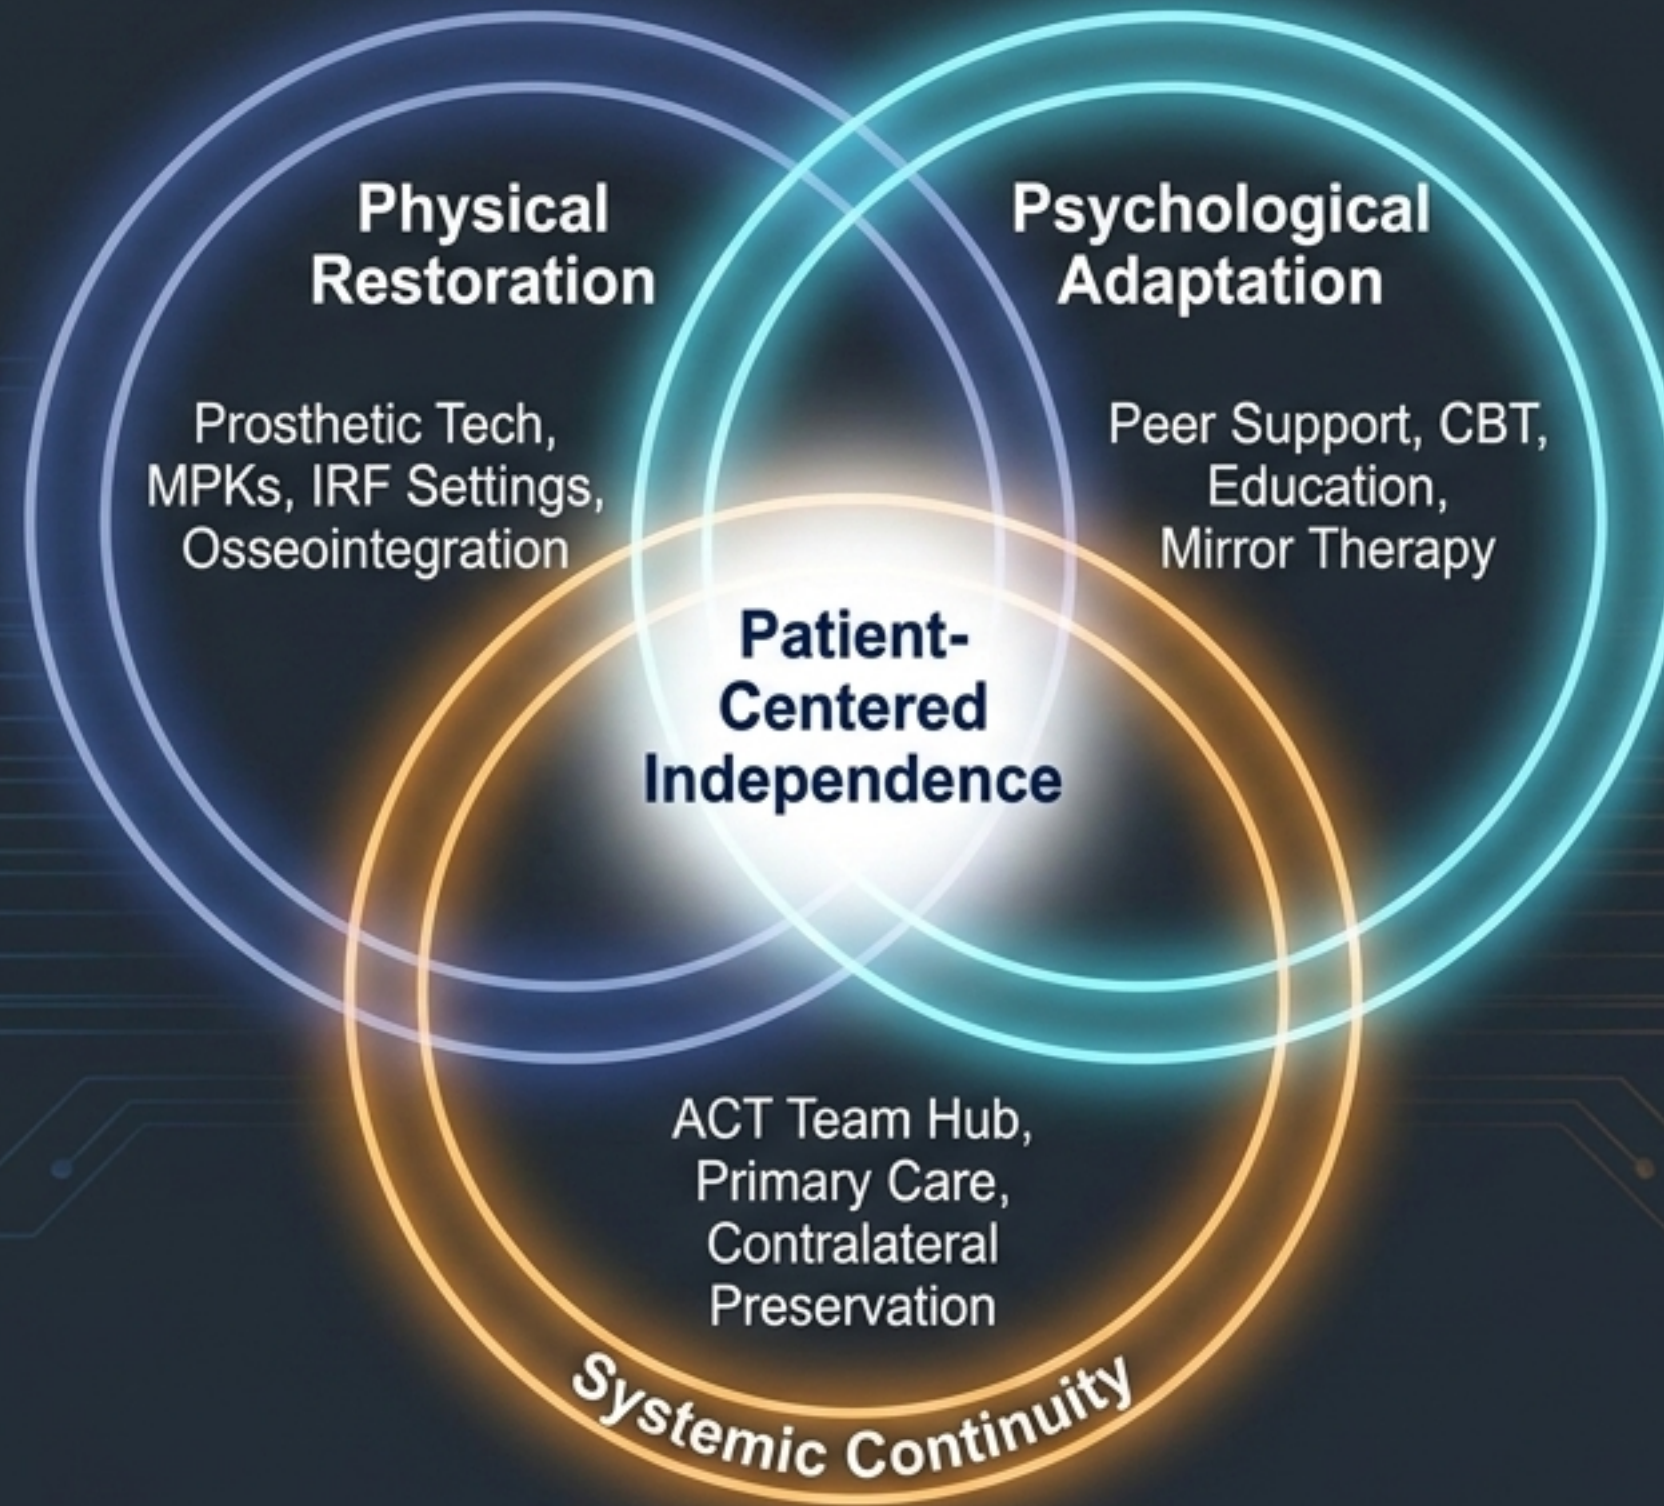 Physical
Restoration
Prosthetic Tech,
MPKs, IRF Settings,
Osseointegration
Psychological
Adaptation
Peer Support, CBT,
Education,
Mirror Therapy
Patient-
Centered
Independence
ACT Team Hub,
Primary Care,
Contralateral
Preservation
Systemic Continuity